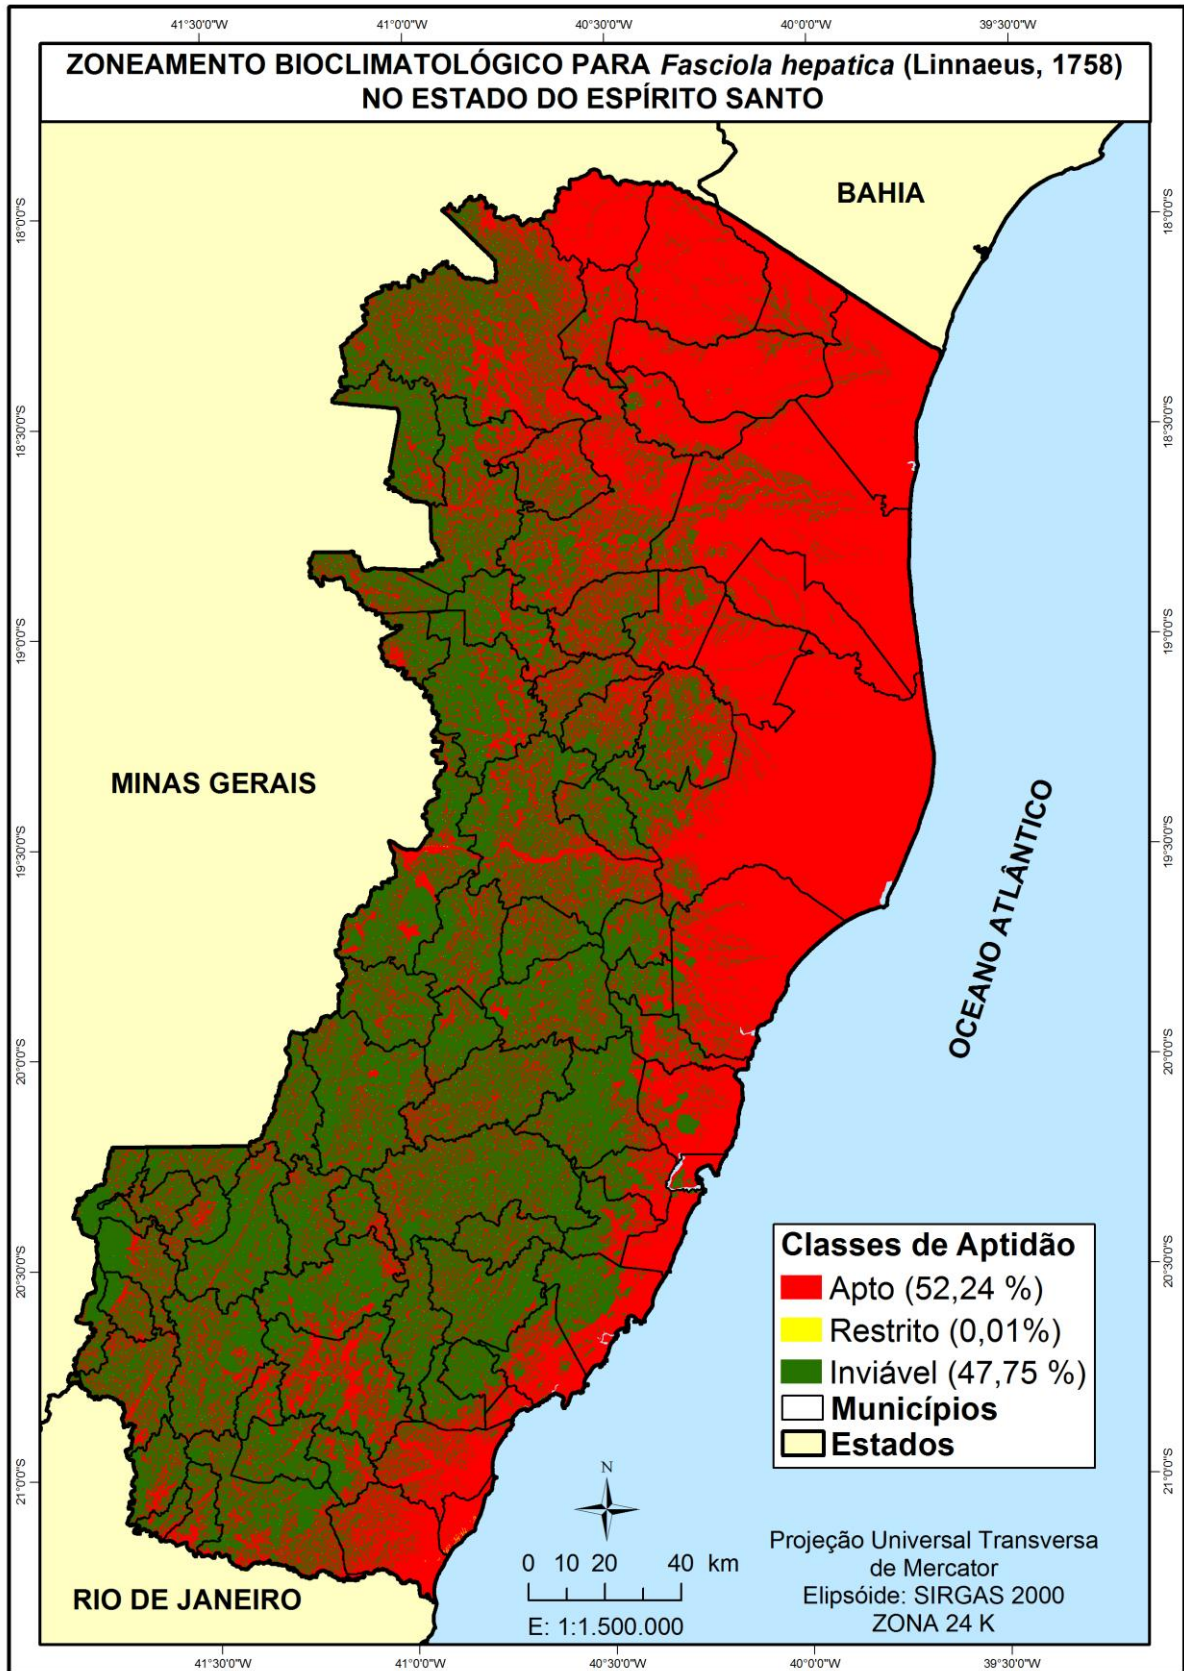 41°30'0"W 41°0'0"W 40°30'0"W 40°0'0"W 39°30'0"W
ZONEAMENTO BIOCLIMATOLÓGICO PARA Fasciola hepatica (Linnaeus, 1758)
NO ESTADO DO ESPÍRITO SANTO
BAHIA
18°0'0"S 18°0'0"S
18°30'0"S 18°30'0"S
19°0'0"S 19°0'0"S
MINAS GERAIS
OCEANO ATLÂNTICO
19°30'0"S 19°30'0"S
20°0'0"S 20°0'0"S
20°30'0"S 20°30'0"S
21°0'0"S 21°0'0"S
Classes de Aptidão
Apto (52,24 %)
Restrito (0,01%)
Inviável (47,75 %)
Municípios
Estados
N
0 10 20 40 km
E: 1:1.500.000
Projeção Universal Transversa
de Mercator
Elipsóide: SIRGAS 2000
ZONA 24 K
RIO DE JANEIRO
41°30'0"W 41°0'0"W 40°30'0"W 40°0'0"W 39°30'0"W